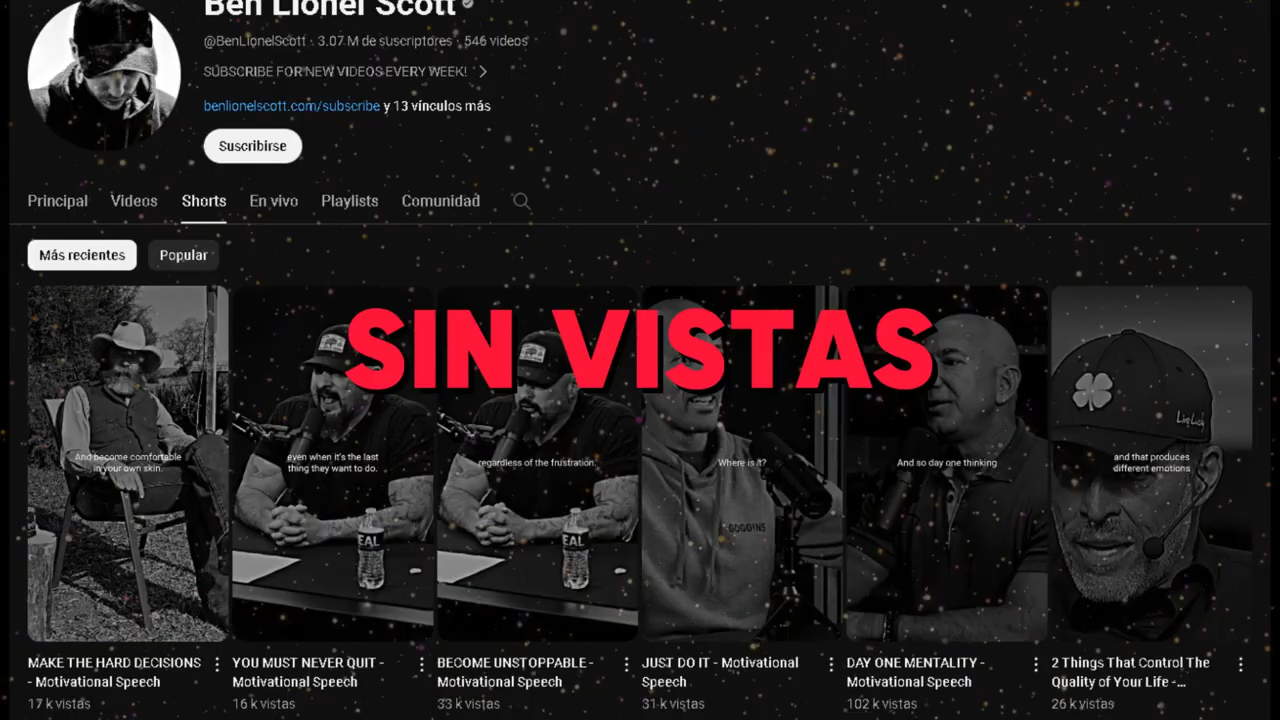 Ben Lionel Scott
@BenLionelScott · 3.07 M de suscriptores · 546 videos
SUBSCRIBE FOR NEW VIDEOS EVERY WEEK!
benlionelscott.com/subscribe y 13 vínculos más
Suscribirse
Principal Videos Shorts En vivo Playlists Comunidad
Más recientes Popular
SIN VISTAS
And become comfortable
in your own skin.
even when it's the last
thing they want to do.
regardless of the frustration.
Where is it?
And so day one thinking
and that produces
different emotions
GOGGINS
EAL
EAL
MAKE THE HARD DECISIONS
- Motivational Speech
17 k vistas
YOU MUST NEVER QUIT -
Motivational Speech
16 k vistas
BECOME UNSTOPPABLE -
Motivational Speech
33 k vistas
JUST DO IT - Motivational
Speech
31 k vistas
DAY ONE MENTALITY -
Motivational Speech
102 k vistas
2 Things That Control The
Quality of Your Life -...
26 k vistas